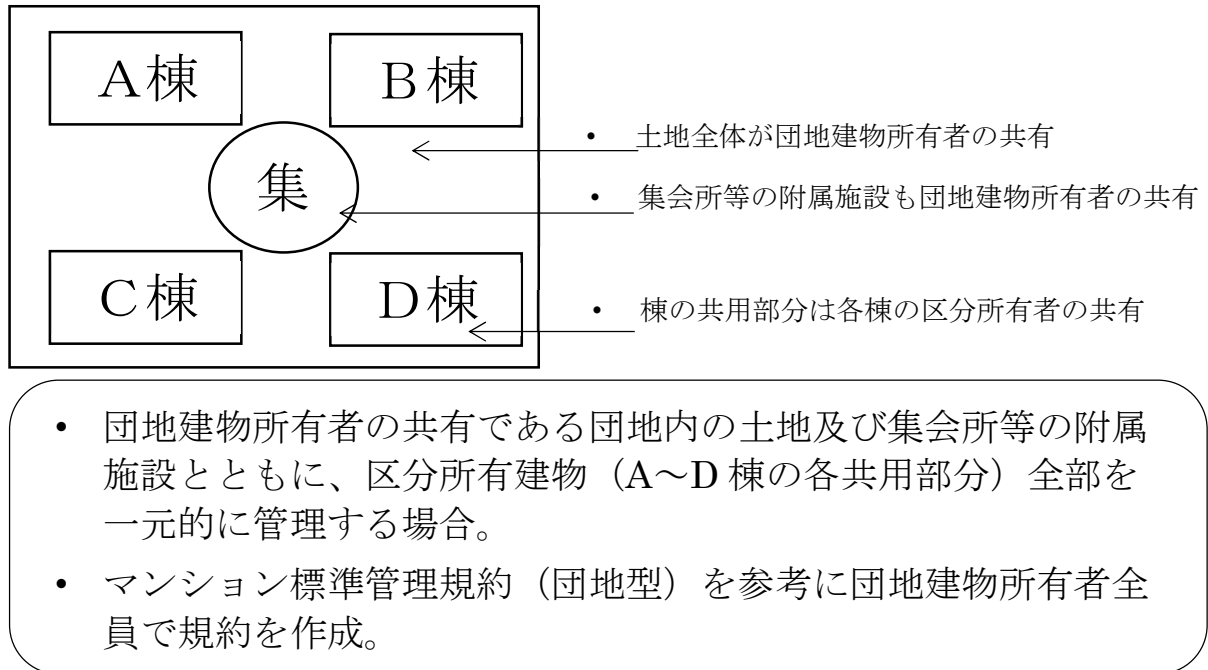 A棟
B棟
集
C棟
D棟
• 土地全体が団地建物所有者の共有
• 集会所等の附属施設も団地建物所有者の共有
• 棟の共用部分は各棟の区分所有者の共有
• 団地建物所有者の共有である団地内の土地及び集会所等の附属
施設とともに、区分所有建物（A～D 棟の各共用部分）全部を
一元的に管理する場合。
• マンション標準管理規約（団地型）を参考に団地建物所有者全
員で規約を作成。